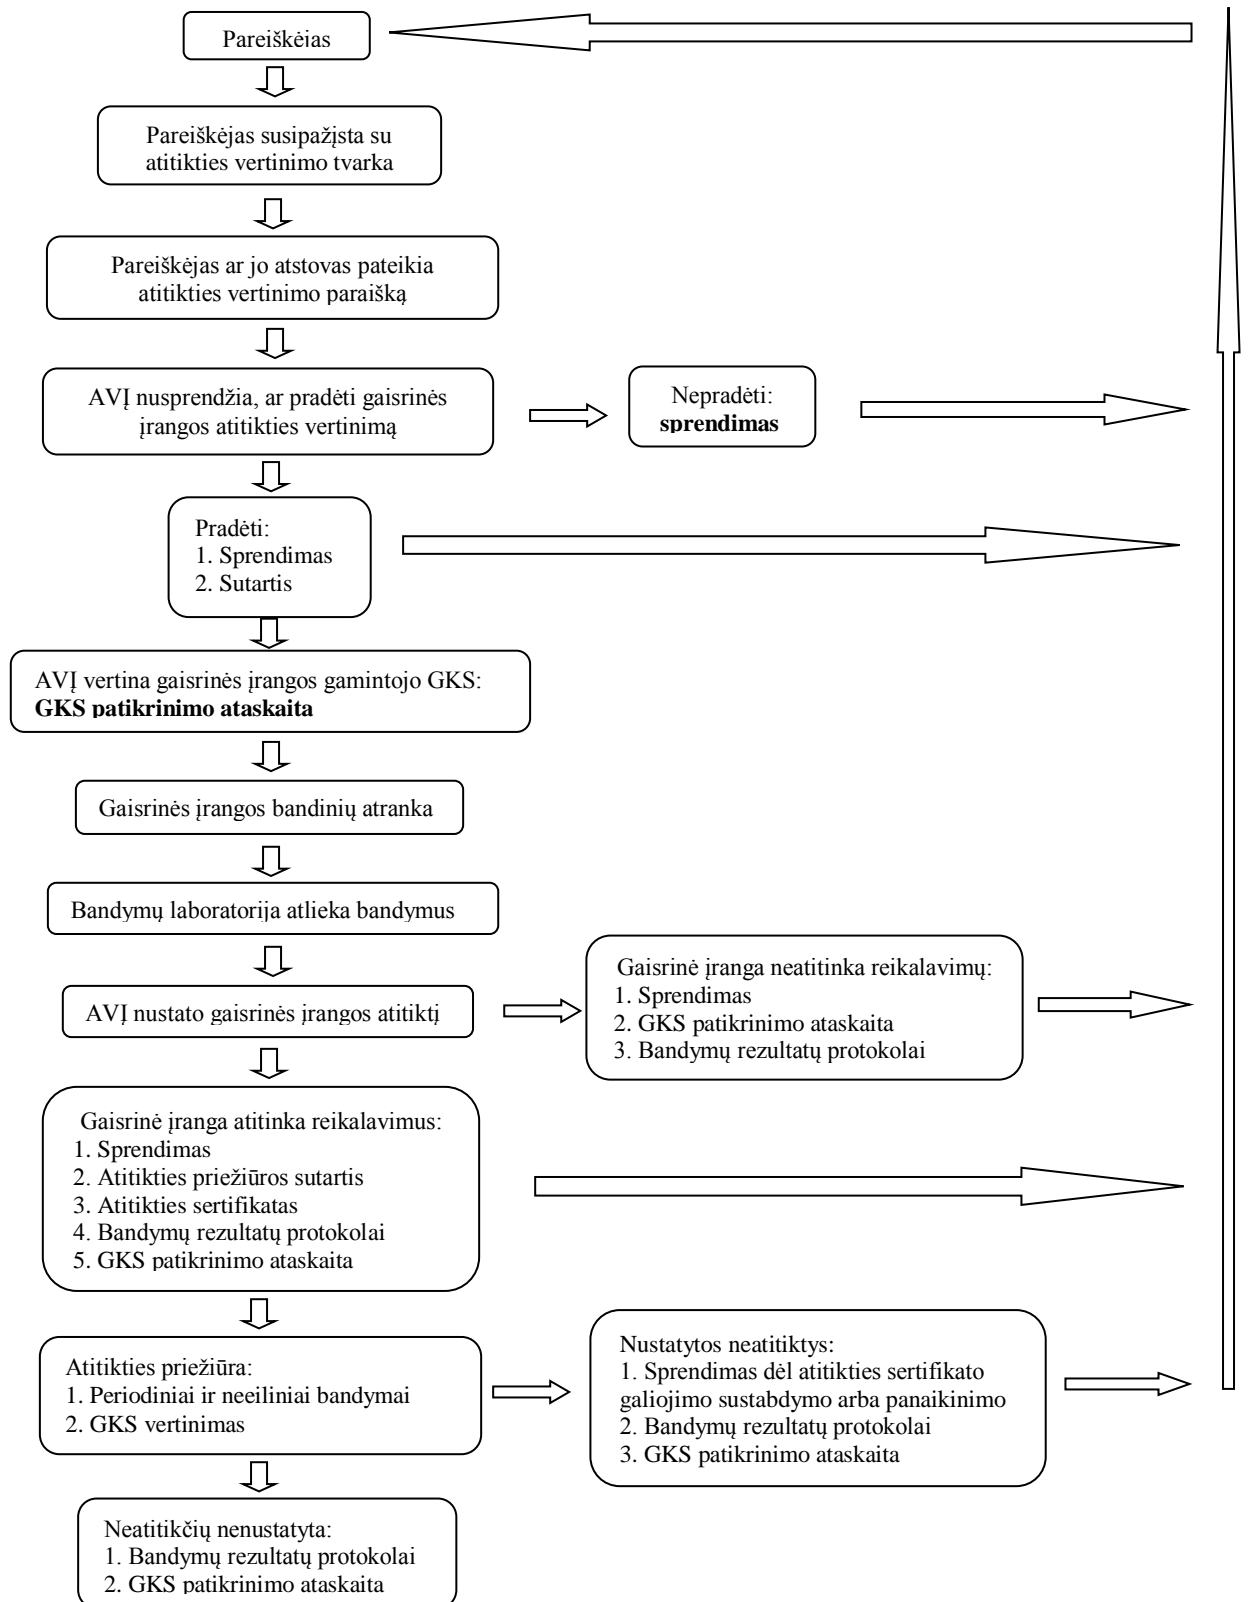 Pareiškėjas
Pareiškėjas susipažįsta su
atitikties vertinimo tvarka
Pareiškėjas ar jo atstovas pateikia
atitikties vertinimo paraišką
AVĮ nusprendžia, ar pradėti gaisrinės
įrangos atitikties vertinimą
Nepradėti:
sprendimas
Pradėti:
1. Sprendimas
2. Sutartis
AVĮ vertina gaisrinės įrangos gamintojo GKS:
GKS patikrinimo ataskaita
Gaisrinės įrangos bandinių atranka
Bandymų laboratorija atlieka bandymus
AVĮ nustato gaisrinės įrangos atitiktį
Gaisrinė įranga neatitinka reikalavimų:
1. Sprendimas
2. GKS patikrinimo ataskaita
3. Bandymų rezultatų protokolai
Gaisrinė įranga atitinka reikalavimus:
1. Sprendimas
2. Atitikties priežiūros sutartis
3. Atitikties sertifikatas
4. Bandymų rezultatų protokolai
5. GKS patikrinimo ataskaita
Atitikties priežiūra:
1. Periodiniai ir neeiliniai bandymai
2. GKS vertinimas
Nustatytos neatitiktys:
1. Sprendimas dėl atitikties sertifikato
galiojimo sustabdymo arba panaikinimo
2. Bandymų rezultatų protokolai
3. GKS patikrinimo ataskaita
Neatitikčių nenustatyta:
1. Bandymų rezultatų protokolai
2. GKS patikrinimo ataskaita